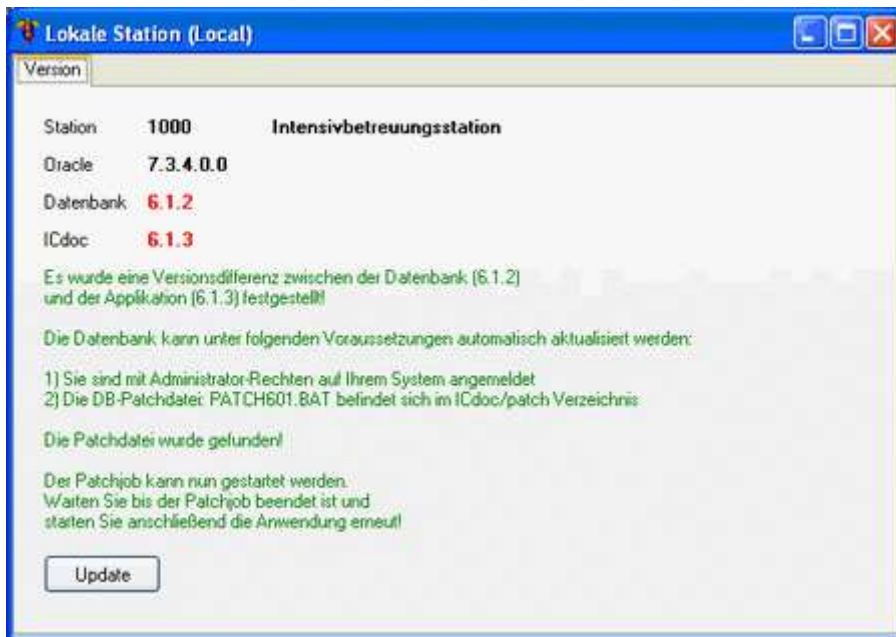 Lokale Station (Local)
Version
Station 1000 Intensivbetreuungsstation
Oracle 7.3.4.0.0
Datenbank 6.1.2
ICdoc 6.1.3
Es wurde eine Versionsdifferenz zwischen der Datenbank (6.1.2)
und der Applikation (6.1.3) festgestellt!
Die Datenbank kann unter folgenden Voraussetzungen automatisch aktualisiert werden:
1) Sie sind mit Administrator-Rechten auf Ihrem System angemeldet
2) Die DB-Patchdatei: PATCH601.BAT befindet sich im ICdoc/patch Verzeichnis
Die Patchdatei wurde gefunden!
Der Patchjob kann nun gestartet werden.
Warten Sie bis der Patchjob beendet ist und
starten Sie anschließend die Anwendung erneut!
Update